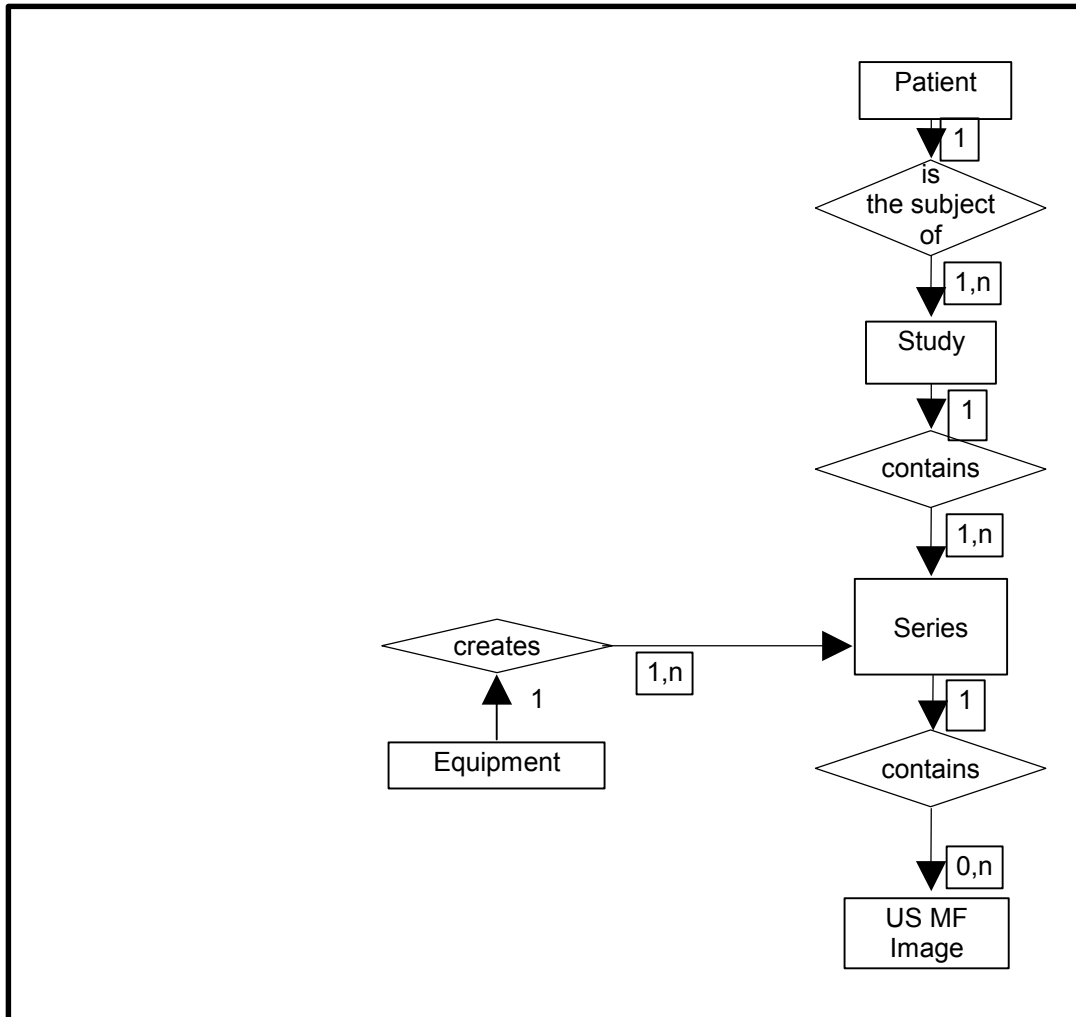 Patient
1
is
the subject
of
1,n
Study
1
contains
1,n
Series
creates
1,n
1
1
Equipment
contains
0,n
US MF
Image